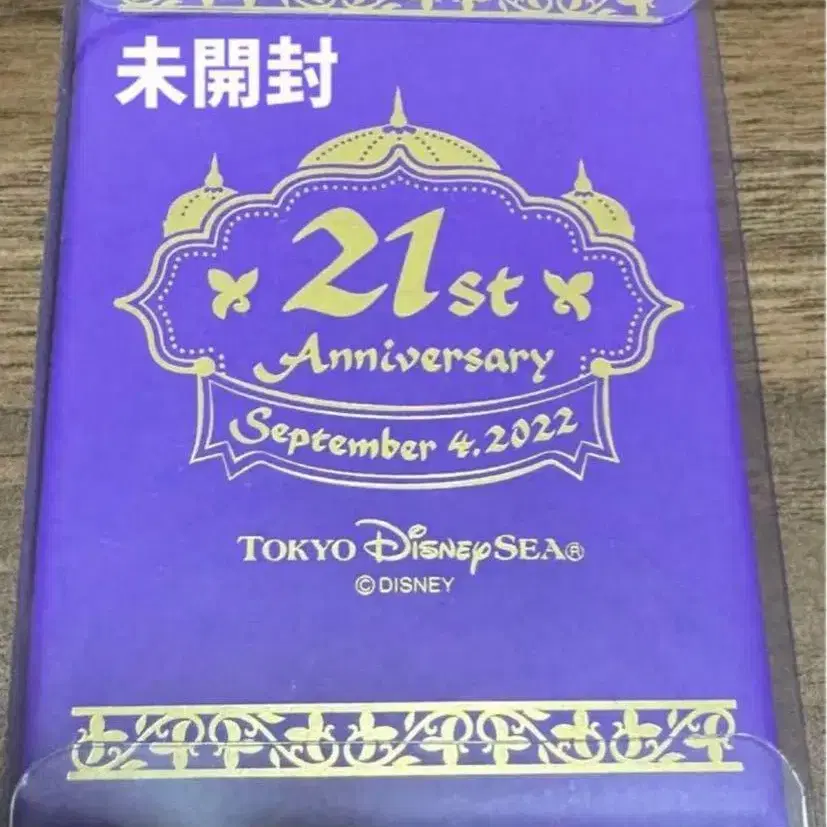 未開封
21st
Anniversary
September 4.2022
TOKYO DISNEYSEA®
©DISNEY